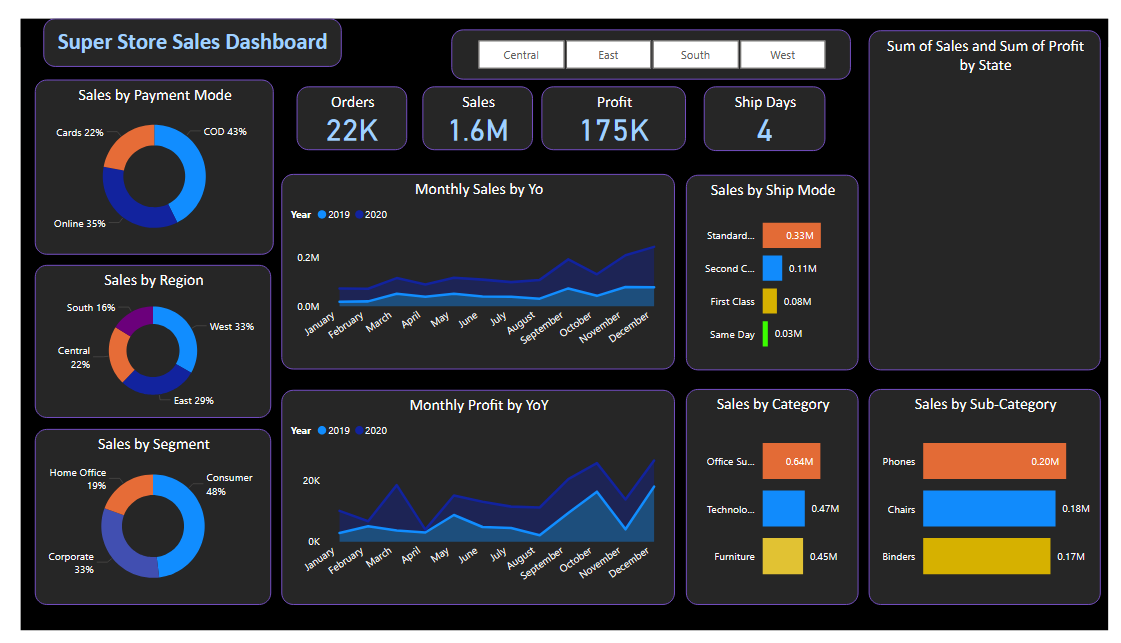 Super Store Sales Dashboard
Central
East
South
West
Sum of Sales and Sum of Profit
by State
Sales by Payment Mode
Cards 22%
COD 43%
Online 35%
Orders
22K
Sales
1.6M
Profit
175K
Ship Days
4
Monthly Sales by Yo
Year 2019 2020
0.2M
0.0M
January
February
March
April
May
June
July
August
September
October
November
December
Sales by Ship Mode
Standard... 0.33M
Second C... 0.11M
First Class 0.08M
Same Day 0.03M
Sales by Region
South 16%
West 33%
Central
22%
East 29%
Monthly Profit by YoY
Year 2019 2020
20K
0K
January
February
March
April
May
June
July
August
September
October
November
December
Sales by Category
Office Su... 0.64M
Technolo... 0.47M
Furniture 0.45M
Sales by Sub-Category
Phones 0.20M
Chairs 0.18M
Binders 0.17M
Sales by Segment
Home Office
19%
Consumer
48%
Corporate
33%